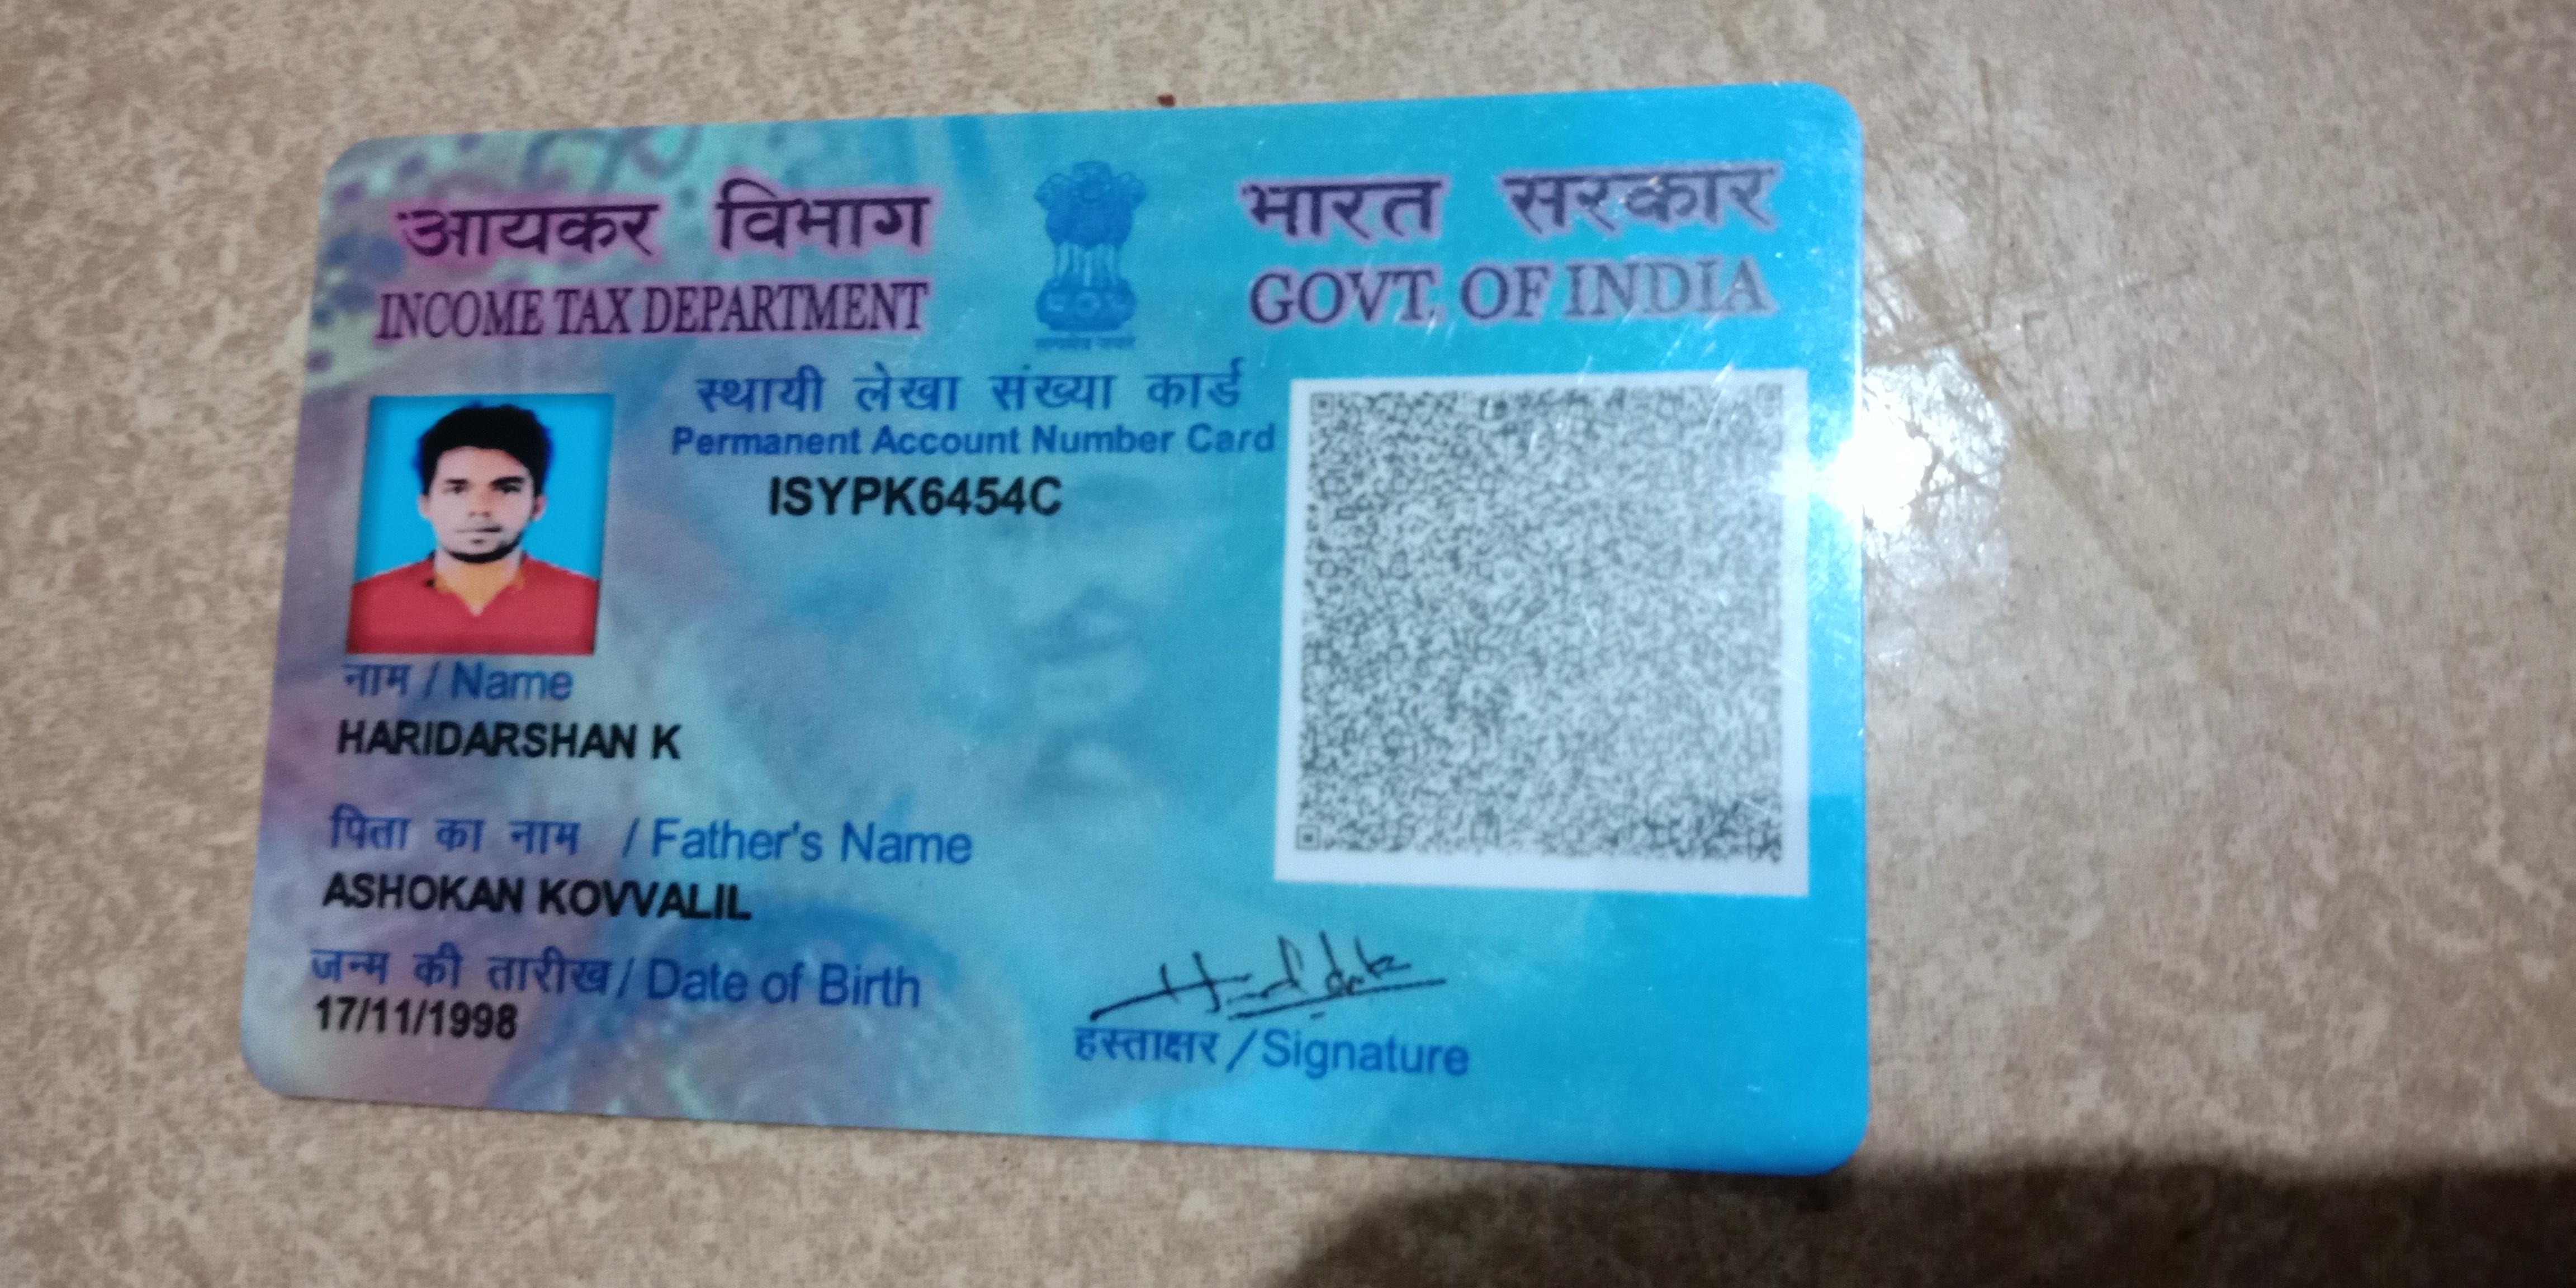 आयकर विभाग
INCOME TAX DEPARTMENT
भारत सरकार
GOVT. OF INDIA
स्थायी लेखा संख्या कार्ड
Permanent Account Number Card
ISYPK6454C
नाम / Name
HARIDARSHAN K
पिता का नाम / Father's Name
ASHOKAN KOVVALIL
जन्म की तारीख / Date of Birth
17/11/1998
हस्ताक्षर / Signature